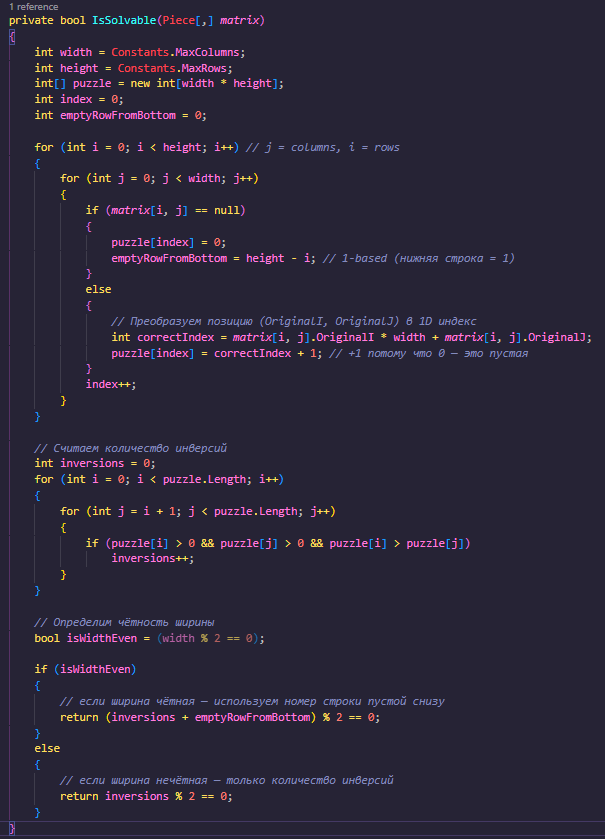 1 reference
private bool IsSolvable(Piece[,] matrix)
{
    int width = Constants.MaxColumns;
    int height = Constants.MaxRows;
    int[] puzzle = new int[width * height];
    int index = 0;
    int emptyRowFromBottom = 0;

    for (int i = 0; i < height; i++) // j = columns, i = rows
    {
        for (int j = 0; j < width; j++)
        {
            if (matrix[i, j] == null)
            {
                puzzle[index] = 0;
                emptyRowFromBottom = height - i; // 1-based (нижняя строка = 1)
            }
            else
            {
                // Преобразуем позицию (OriginalI, OriginalJ) в 1D индекс
                int correctIndex = matrix[i, j].OriginalI * width + matrix[i, j].OriginalJ;
                puzzle[index] = correctIndex + 1; // +1 потому что 0 — это пустая
            }
            index++;
        }
    }

    // Считаем количество инверсий
    int inversions = 0;
    for (int i = 0; i < puzzle.Length; i++)
    {
        for (int j = i + 1; j < puzzle.Length; j++)
        {
            if (puzzle[i] > 0 && puzzle[j] > 0 && puzzle[i] > puzzle[j])
                inversions++;
        }
    }

    // Определим чётность ширины
    bool isWidthEven = (width % 2 == 0);

    if (isWidthEven)
    {
        // если ширина чётная — используем номер строки пустой снизу
        return (inversions + emptyRowFromBottom) % 2 == 0;
    }
    else
    {
        // если ширина нечётная — только количество инверсий
        return inversions % 2 == 0;
    }
}